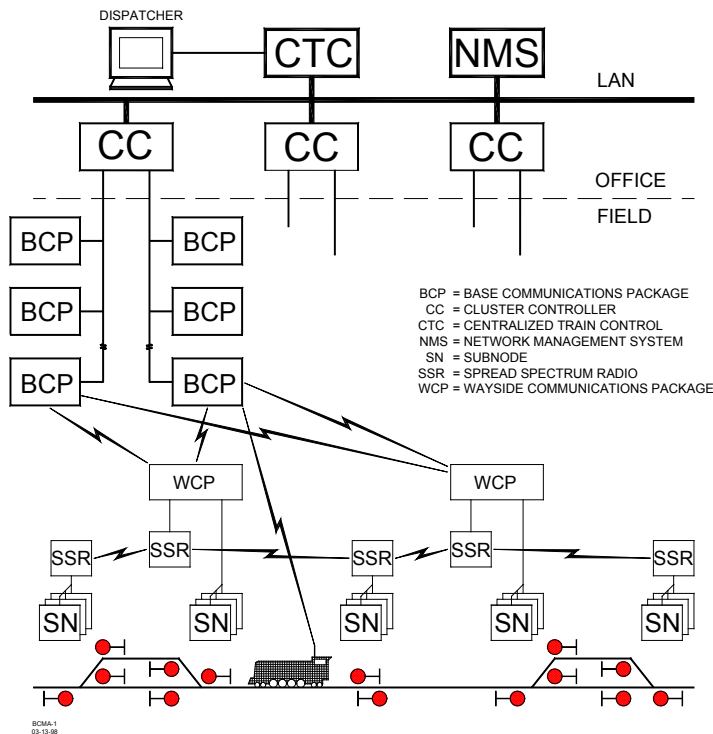 DISPATCHER
CTC
NMS
LAN
CC
CC
CC
OFFICE
FIELD
BCP
BCP
BCP
BCP
BCP
BCP
BCP = BASE COMMUNICATIONS PACKAGE
CC = CLUSTER CONTROLLER
CTC = CENTRALIZED TRAIN CONTROL
NMS = NETWORK MANAGEMENT SYSTEM
SN = SUBNODE
SSR = SPREAD SPECTRUM RADIO
WCP = WAYSIDE COMMUNICATIONS PACKAGE
WCP
WCP
SSR
SSR
SSR
SSR
SSR
SN
SN
SN
SN
SN
BCMA-1
03-13-98